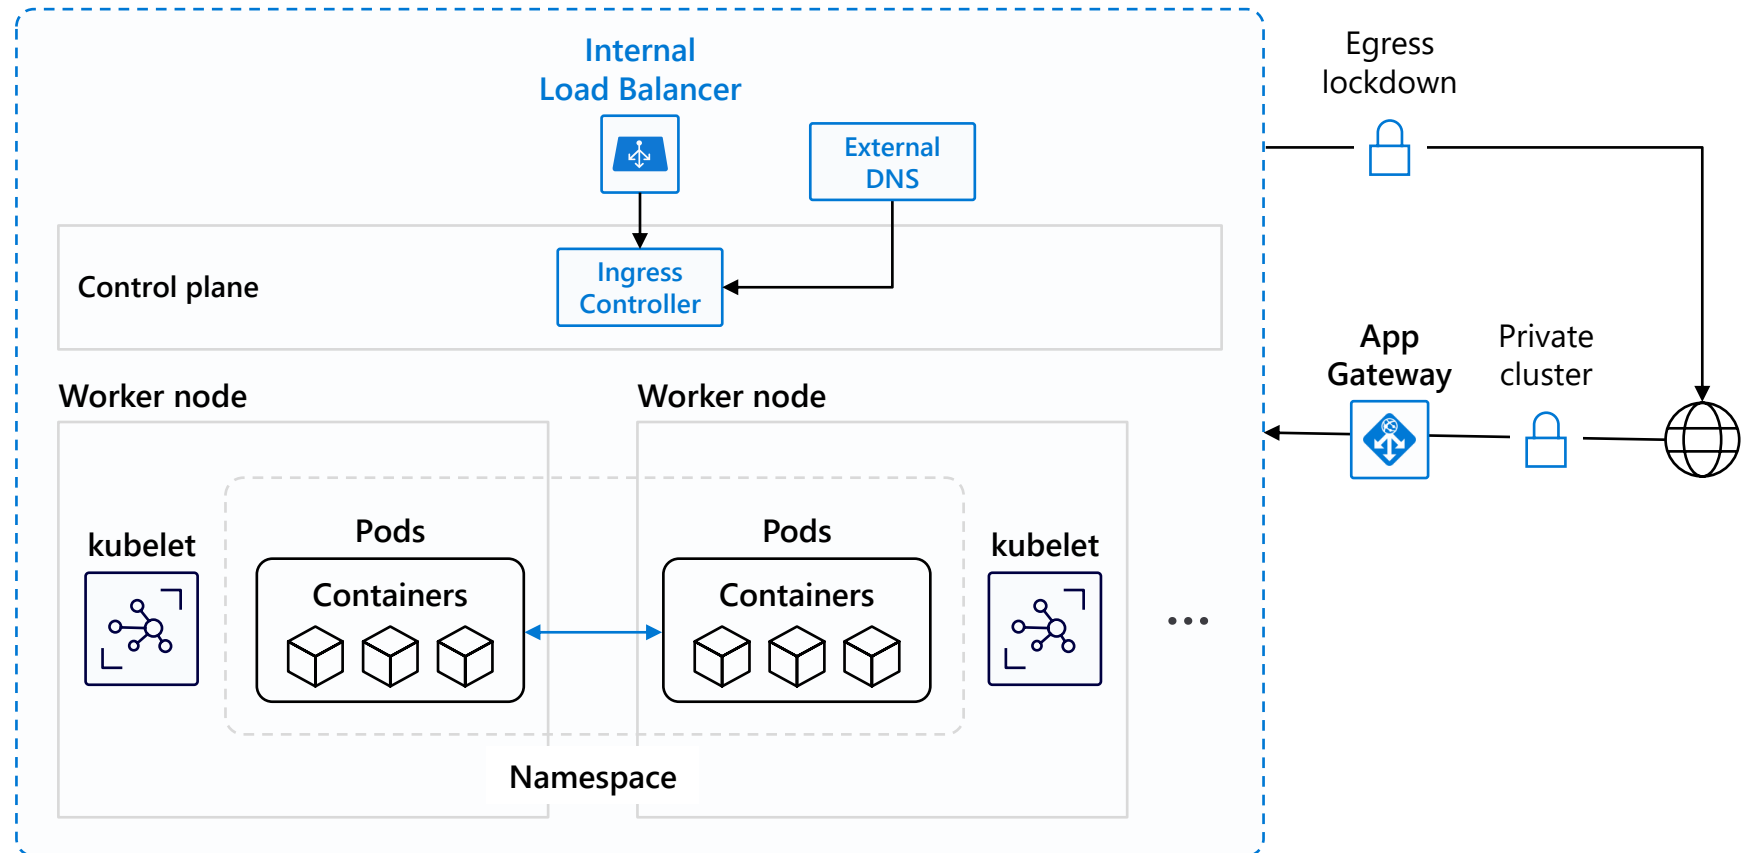 Internal
Load Balancer
External
DNS
Egress
lockdown
Control plane
Ingress
Controller
App
Gateway
Private
cluster
Worker node
Worker node
kubelet
Pods
Containers
Pods
Containers
kubelet
...
Namespace